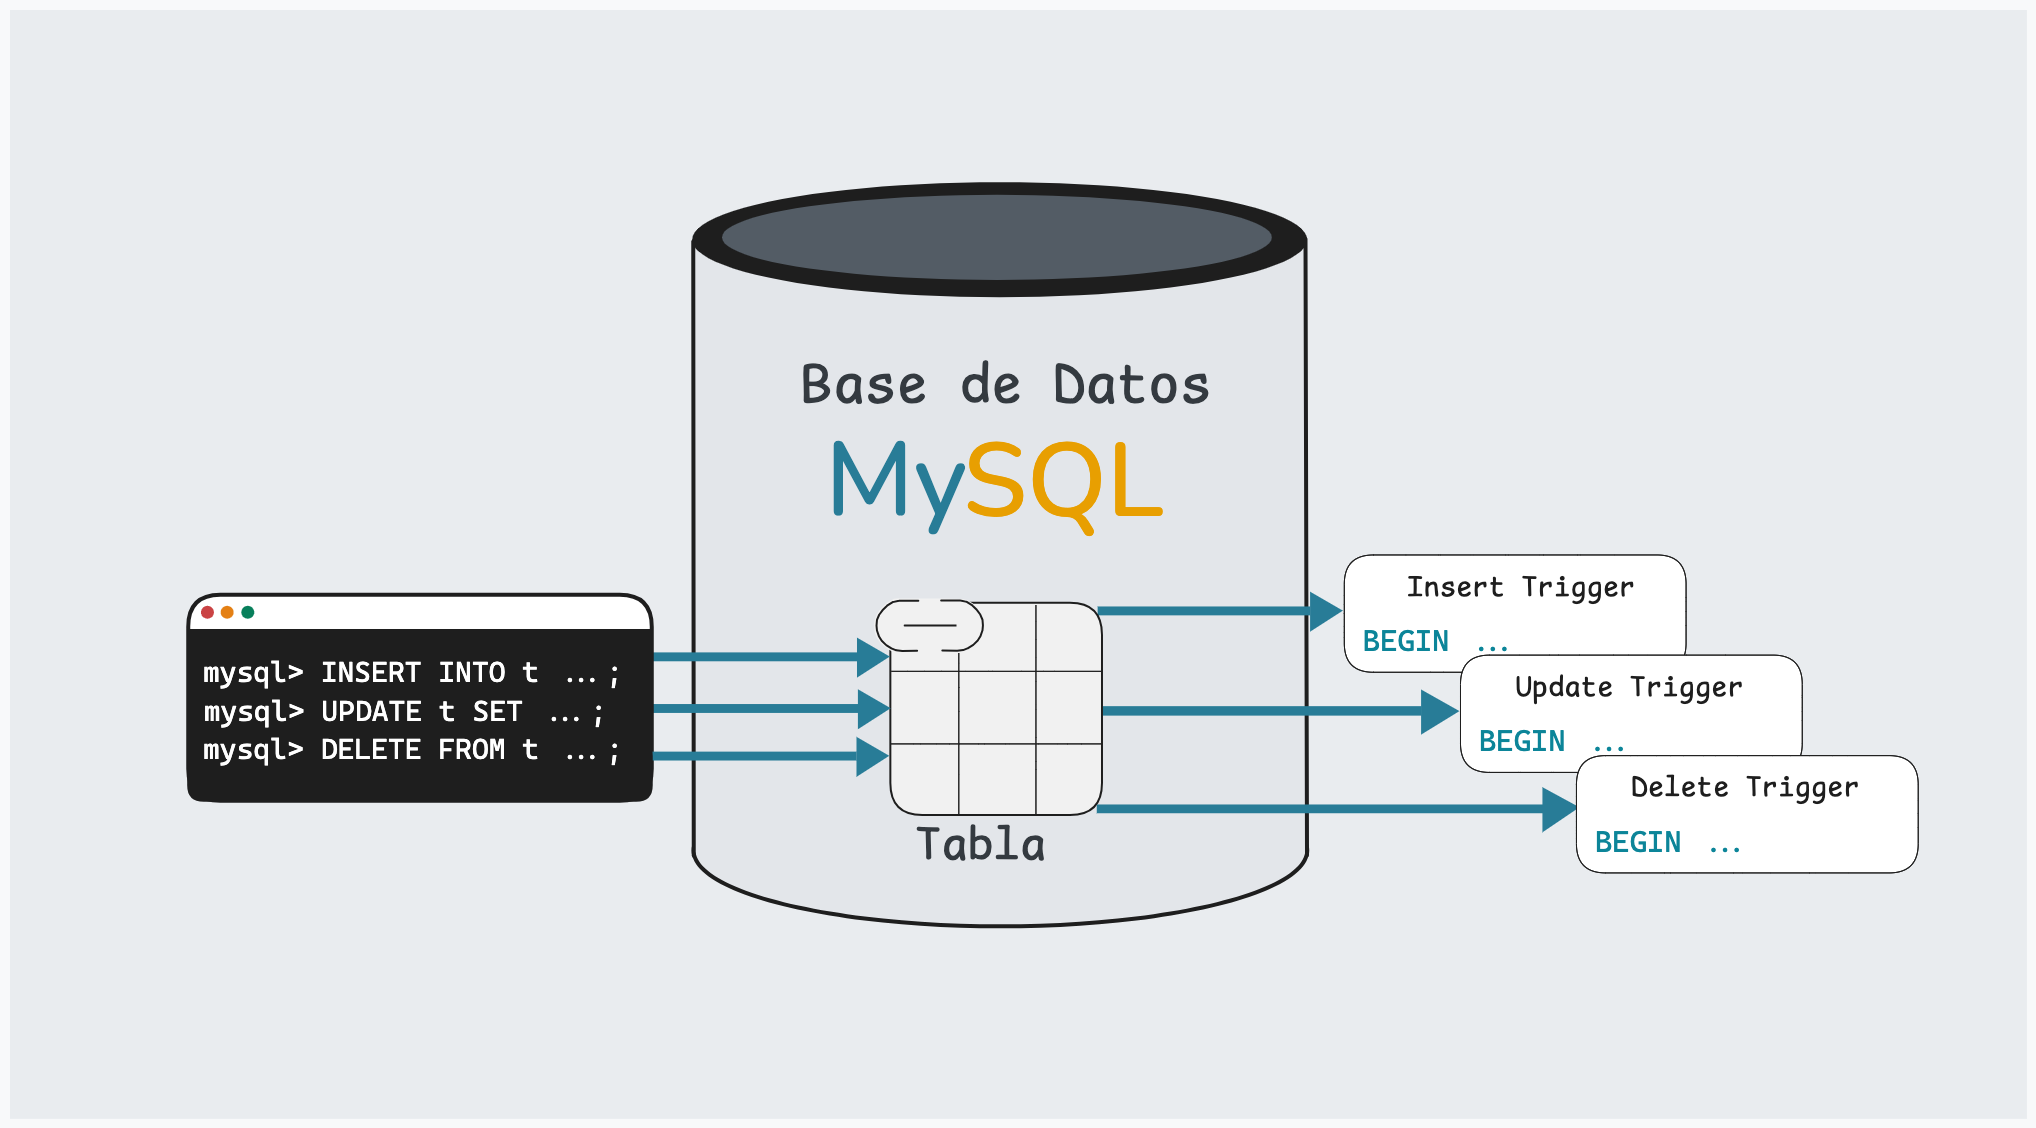 Base de Datos
MySQL
mysql> INSERT INTO t ...;
mysql> UPDATE t SET ...;
mysql> DELETE FROM t ...;
Tabla
Insert Trigger
BEGIN ...
Update Trigger
BEGIN ...
Delete Trigger
BEGIN ...